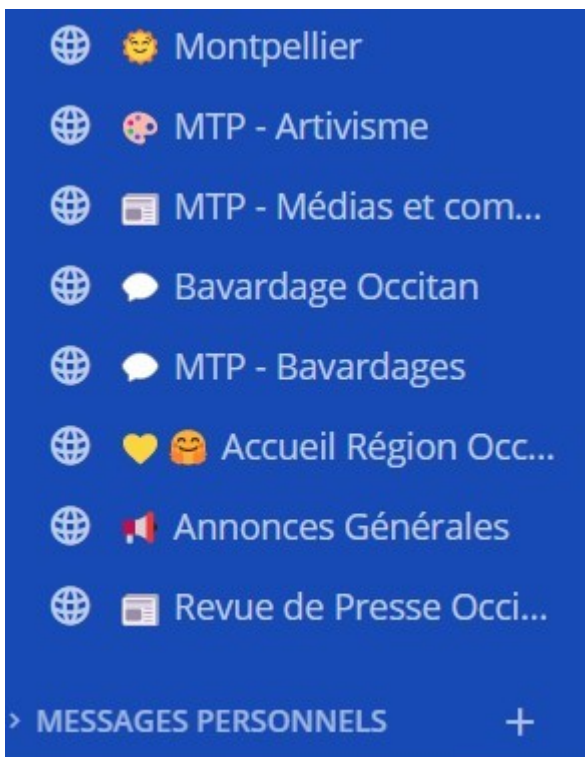 Montpellier
MTP - Artivisme
MTP - Médias et com...
Bavardage Occitan
MTP - Bavardages
Accueil Région Occ...
Annonces Générales
Revue de Presse Occi...
> MESSAGES PERSONNELS +